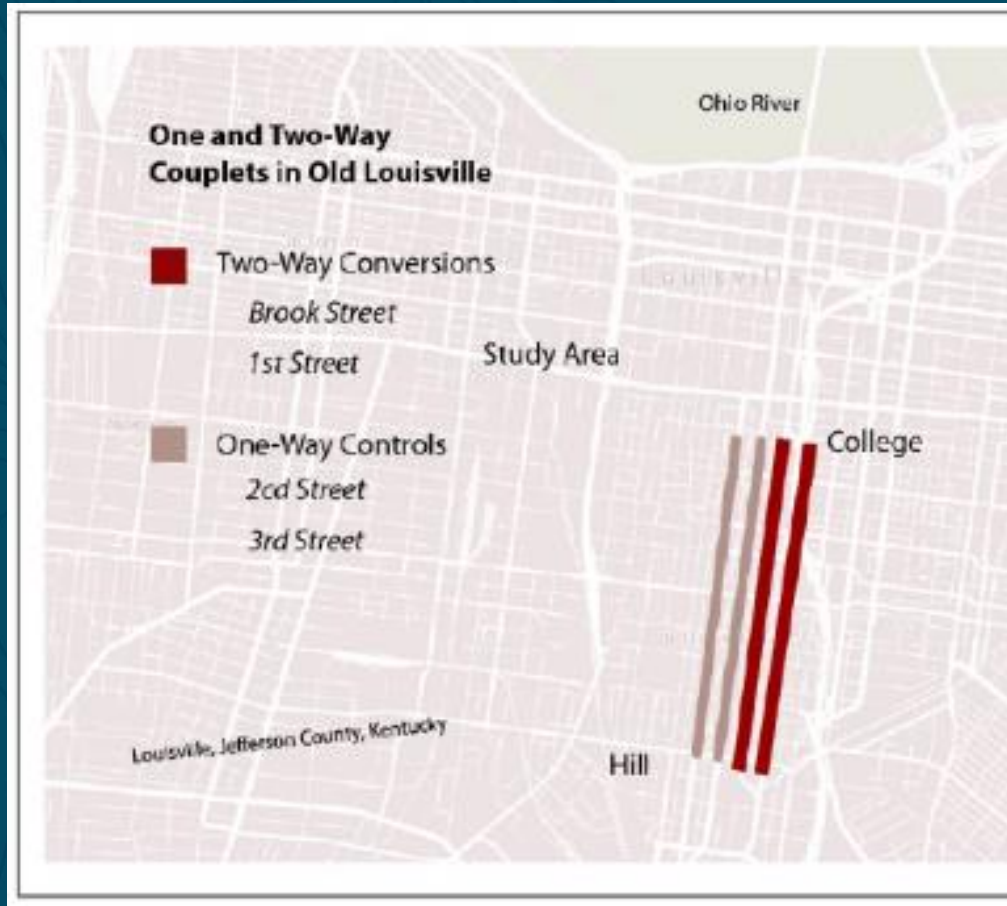 Ohio River
One and Two-Way
Couplets in Old Louisville
Two-Way Conversions
Louisville
Brook Street
1st Street
Study Area
One-Way Controls
College
2cd Street
3rd Street
Louisville, Jefferson County, Kentucky
Hill